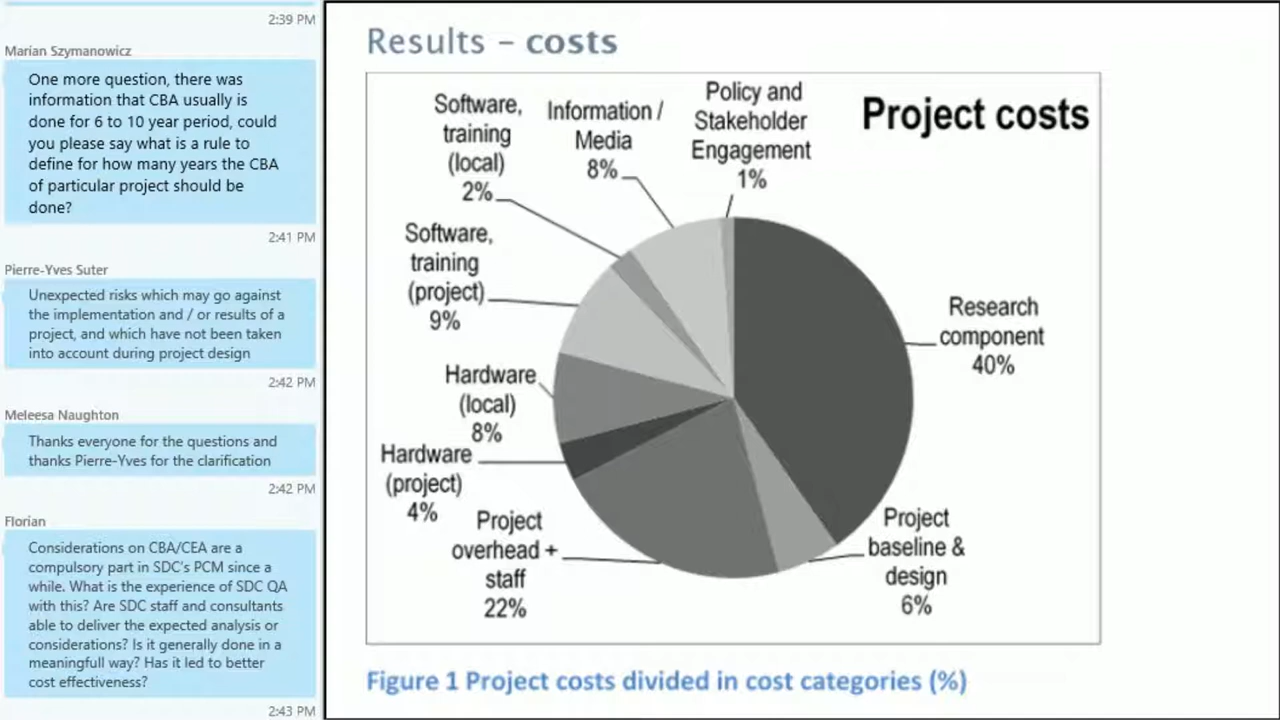 2:39 PM
Marian Szymanowicz
One more question, there was
information that CBA usually is
done for 6 to 10 year period, could
you please say what is a rule to
define for how many years the CBA
of particular project should be
done?
2:41 PM
Pierre-Yves Suter
Unexpected risks which may go against
the implementation and / or results of a
project, and which have not been taken
into account during project design
2:42 PM
Meleesa Naughton
Thanks everyone for the questions and
thanks Pierre-Yves for the clarification
2:42 PM
Florian
Considerations on CBA/CEA are a
compulsory part in SDC's PCM since a
while. What is the experience of SDC QA
with this? Are SDC staff and consultants
able to deliver the expected analysis or
considerations? Is it generally done in a
meaningfull way? Has it led to better
cost effectiveness?
2:43 PM
Results – costs
Project costs
Software,
training
(local)
2%
Information /
Media
8%
Policy and
Stakeholder
Engagement
1%
Software,
training
(project)
9%
Research
component
40%
Hardware
(local)
8%
Hardware
(project)
4%
Project
overhead +
staff
22%
Project
baseline &
design
6%
Figure 1 Project costs divided in cost categories (%)